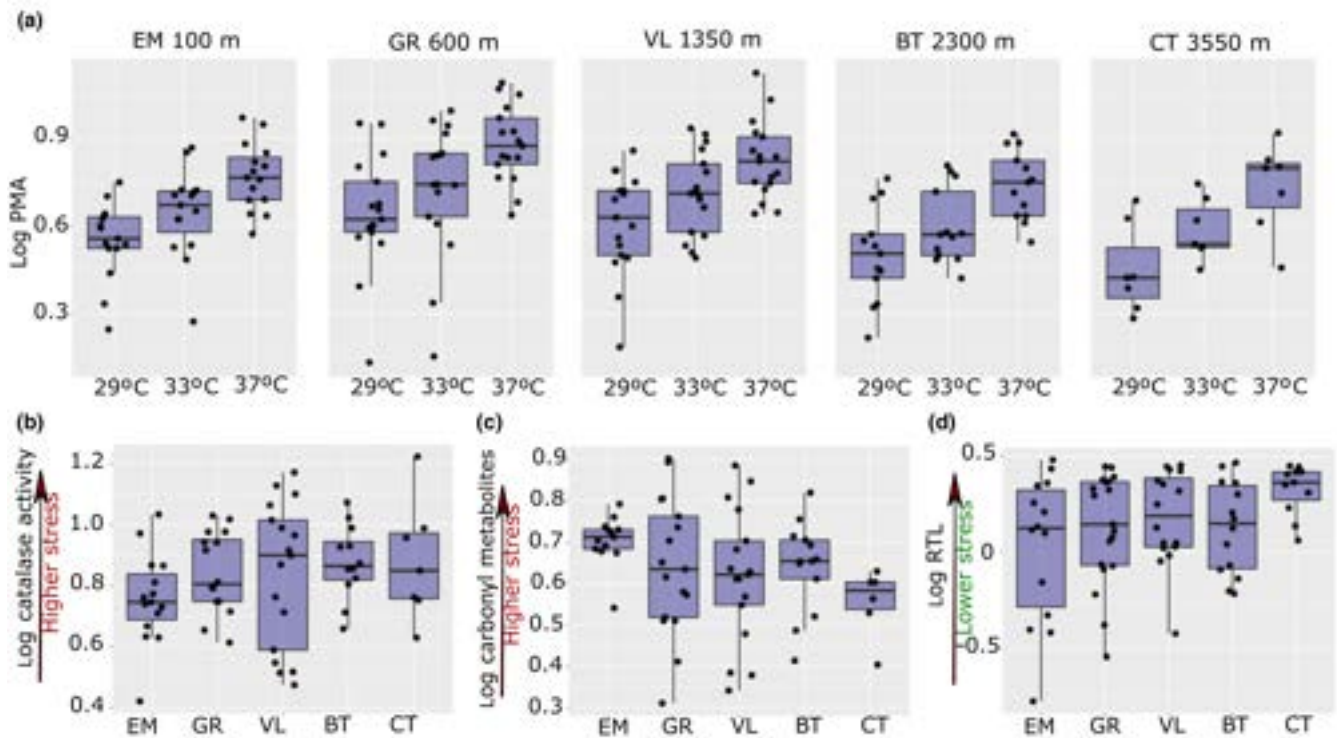 (a)
EM 100 m
GR 600 m
VL 1350 m
BT 2300 m
CT 3550 m
Log PMA
0.9
0.6
0.3
29ºC 33ºC 37ºC
29ºC 33ºC 37ºC
29ºC 33ºC 37ºC
29ºC 33ºC 37ºC
29ºC 33ºC 37ºC
(b)
Log catalase activity
Higher stress
1.2
1.0
0.8
0.6
0.4
EM GR VL BT CT
(c)
Log carbonyl metabolites
Higher stress
0.9
0.8
0.7
0.6
0.5
0.4
0.3
EM GR VL BT CT
(d)
Log RTL
Lower stress
0.5
0
−0.5
EM GR VL BT CT